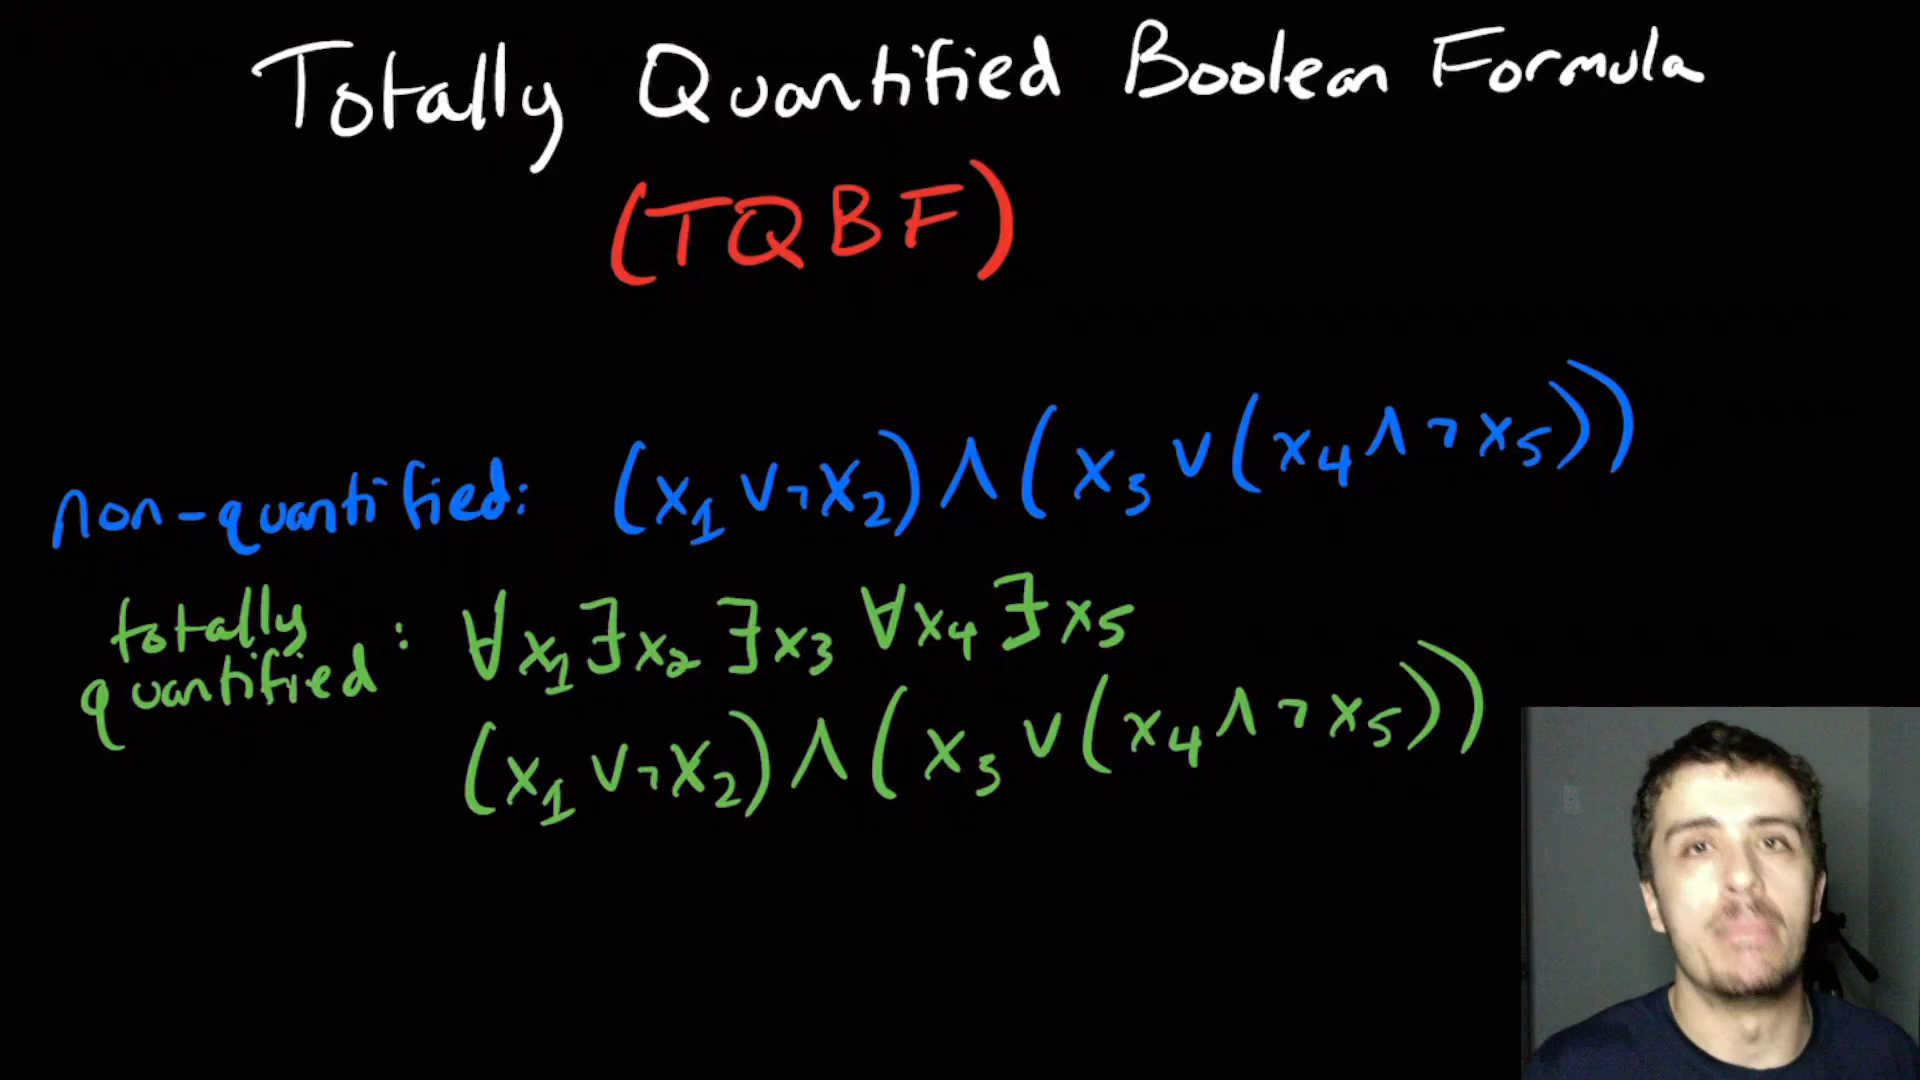 Totally Quantified Boolean Formula
(TQBF)
non-quantified: (x₁ ∨ ¬x₂) ∧ (x₃ ∨ (x₄ ∧ ¬x₅))
totally
quantified : ∀x₁ ∃x₂ ∃x₃ ∀x₄ ∃x₅
(x₁ ∨ ¬x₂) ∧ (x₃ ∨ (x₄ ∧ ¬x₅))